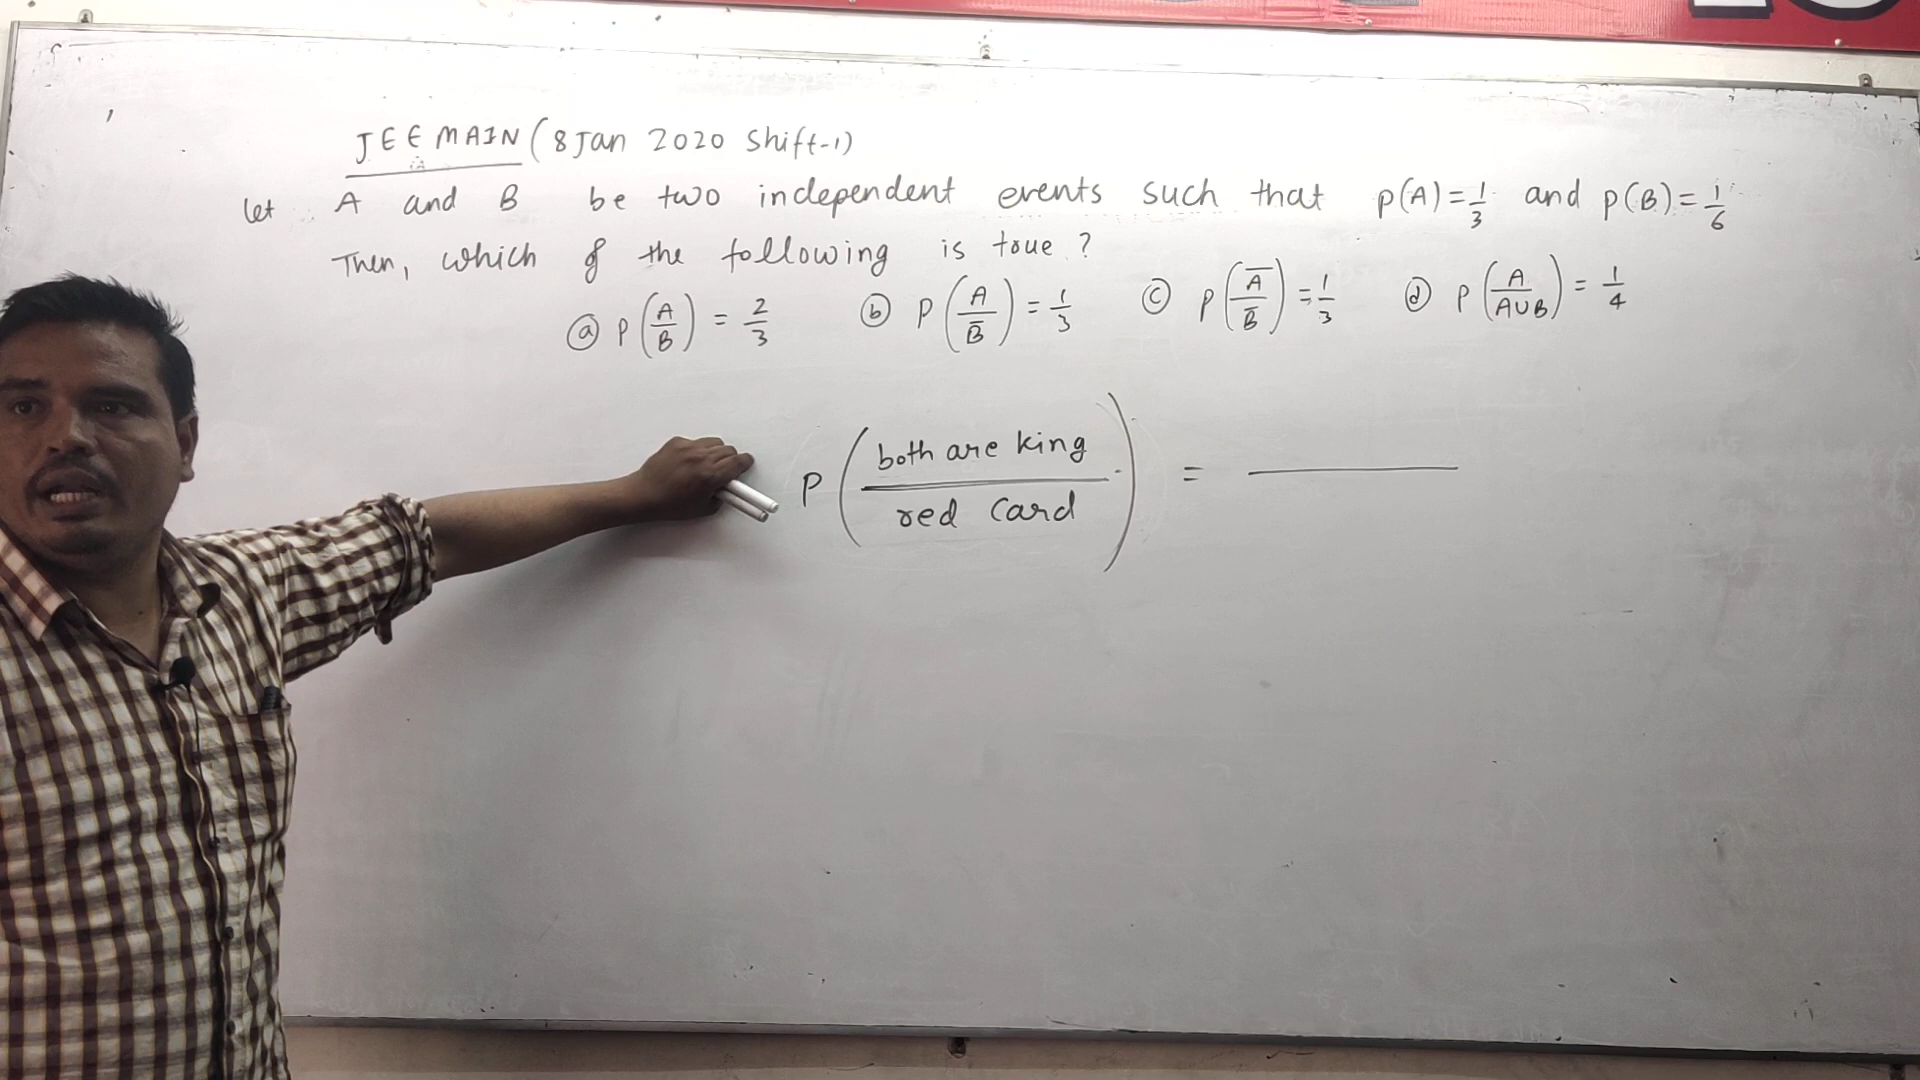 JEE MAIN (8 Jan 2020 Shift-1)
Let A and B be two independent events such that P(A)=1/3 and P(B)=1/6
Then, which of the following is true?
ⓐ P(A/B) = 2/3 ⓑ P(A/B̅) = 1/3 ⓒ P(A̅/B̅) = 1/3 ⓓ P(A/A∪B) = 1/4
P(both are king/red card) =